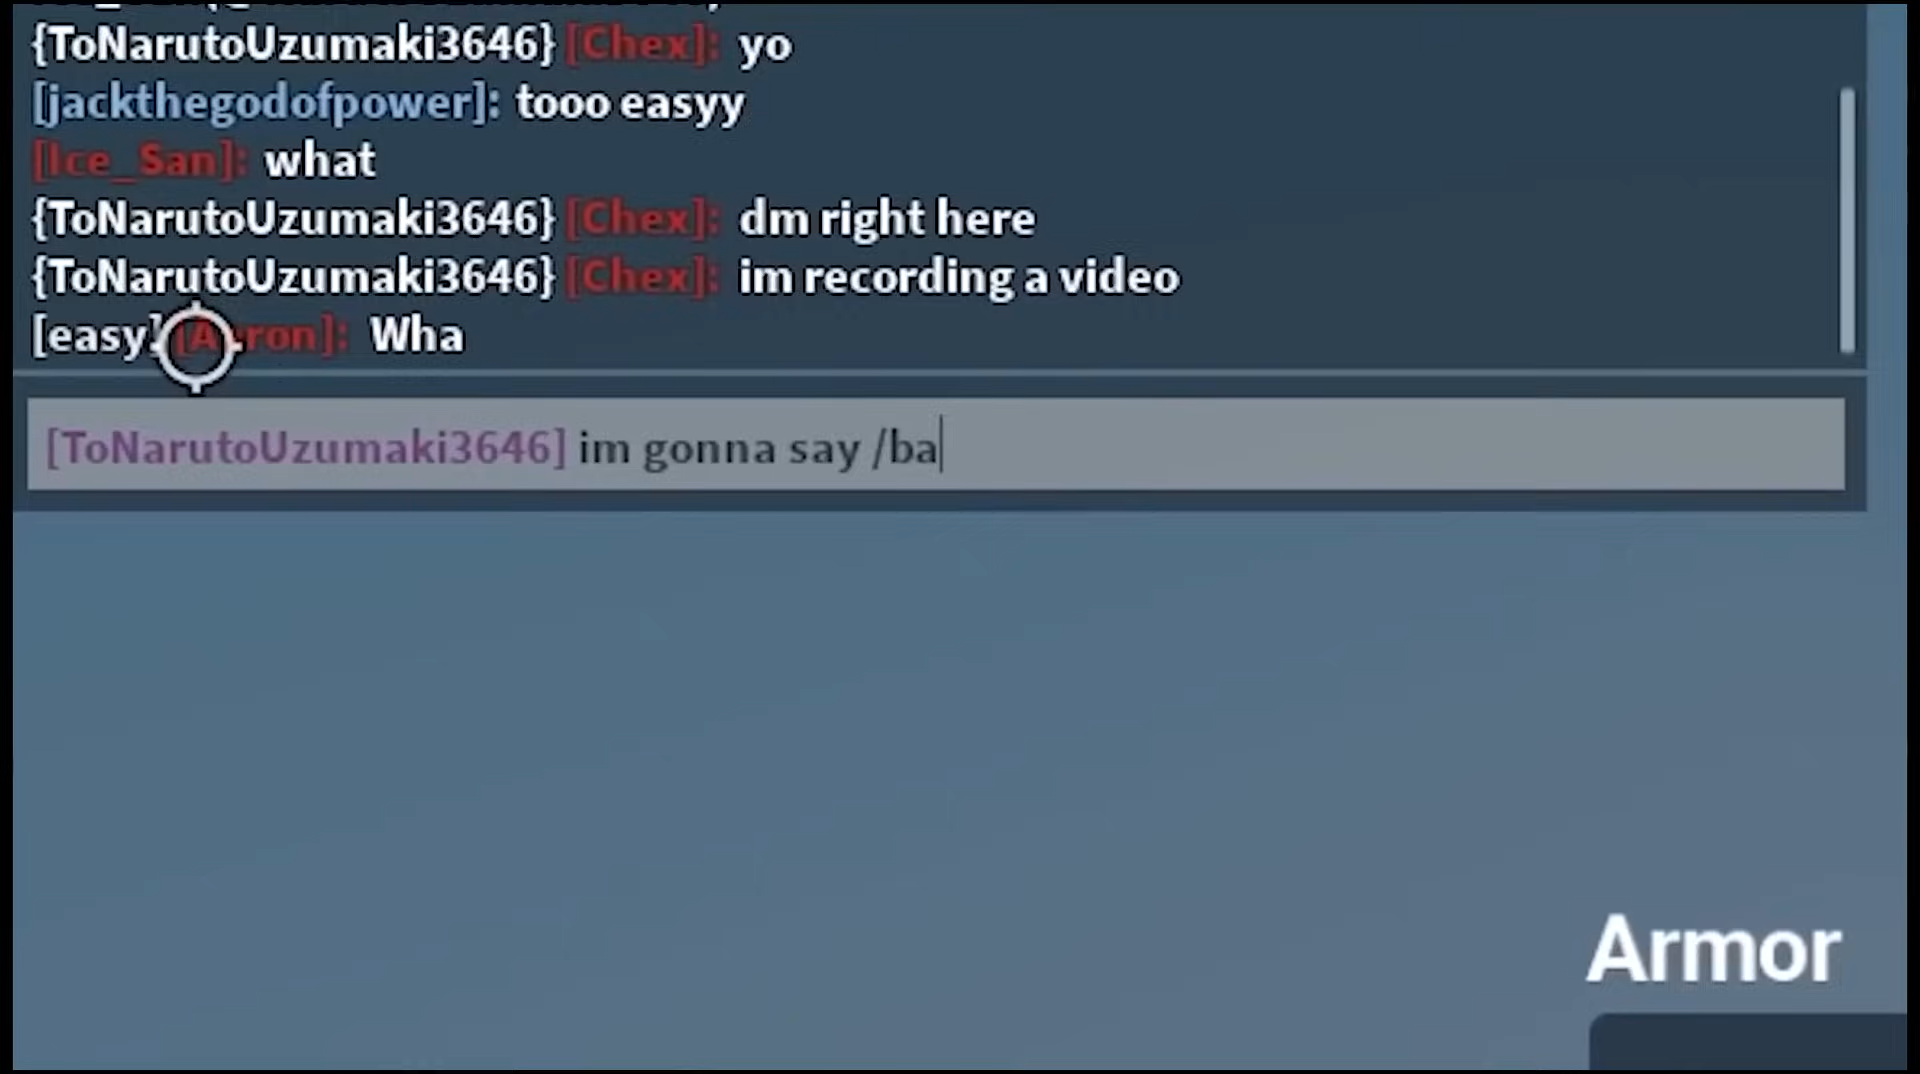 {ToNarutoUzumaki3646} [Chex]: yo
[jackthegodofpower]: tooo easyy
[Ice_San]: what
{ToNarutoUzumaki3646} [Chex]: dm right here
{ToNarutoUzumaki3646} [Chex]: im recording a video
[easy] Wha
[ToNarutoUzumaki3646] im gonna say /ba
Armor